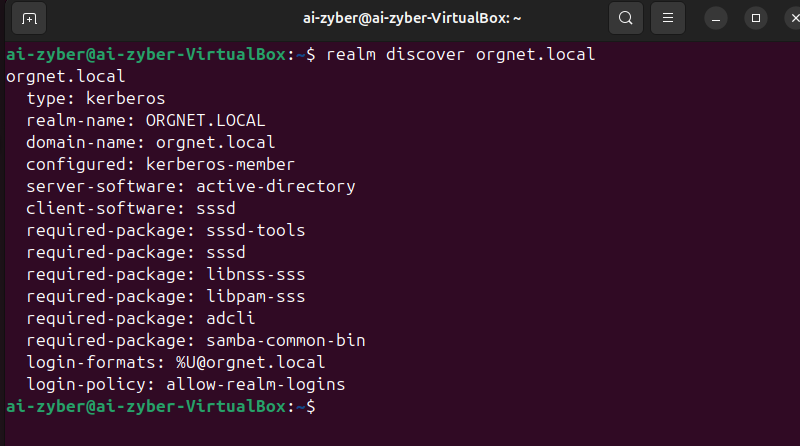 ai-zyber@ai-zyber-VirtualBox: ~
ai-zyber@ai-zyber-VirtualBox:~$ realm discover orgnet.local
orgnet.local
  type: kerberos
  realm-name: ORGNET.LOCAL
  domain-name: orgnet.local
  configured: kerberos-member
  server-software: active-directory
  client-software: sssd
  required-package: sssd-tools
  required-package: sssd
  required-package: libnss-sss
  required-package: libpam-sss
  required-package: adcli
  required-package: samba-common-bin
  login-formats: %U@orgnet.local
  login-policy: allow-realm-logins
ai-zyber@ai-zyber-VirtualBox:~$